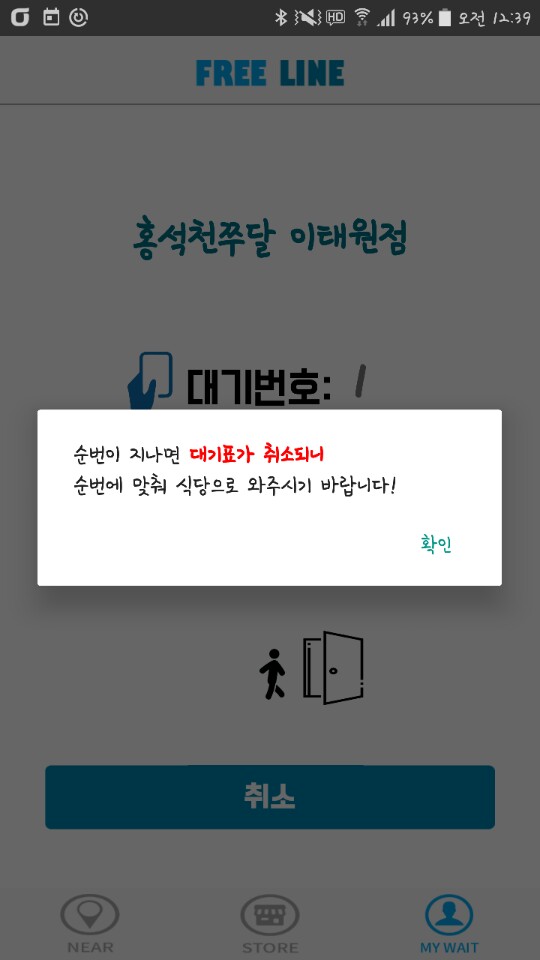 HD 93% 오전 12:39
FREE LINE
홍석천쭈달 이태원점
대기번호: 1
순번이 지나면 대기표가 취소되니
순번에 맞춰 식당으로 와주시기 바랍니다!
확인
취소
NEAR STORE MY WAIT